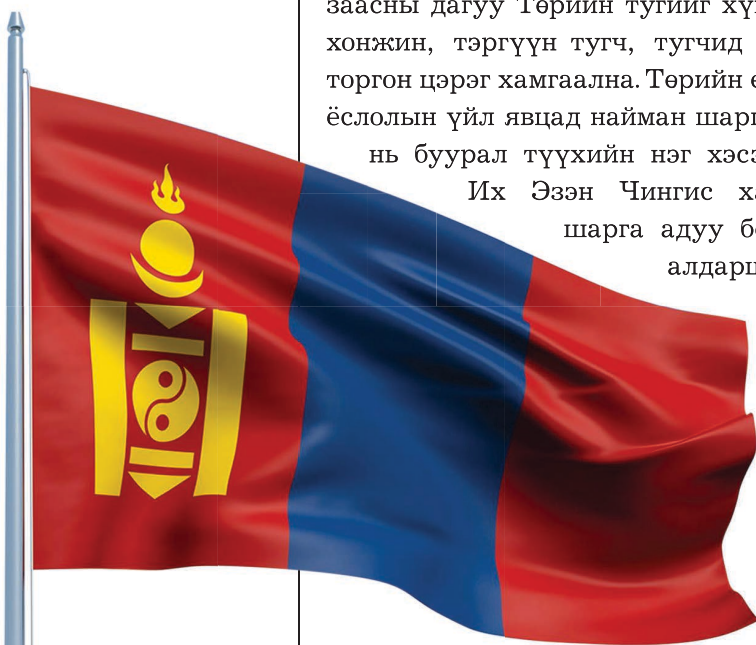 заасны дагуу Төрийн тугийг
хонжин, тэргүүн тугч, тугчид
торгон цэрэг хамгаална. Төрийн
ёслолын үйл явцад найман
нь буурал түүхийн нэг
Их Эзэн Чингис
шарга адуу